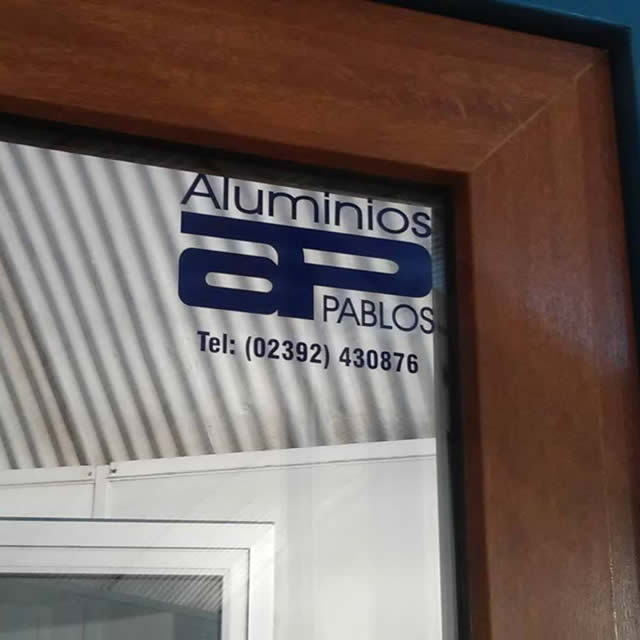 Aluminios
aP
PABLOS
Tel: (02392) 430876